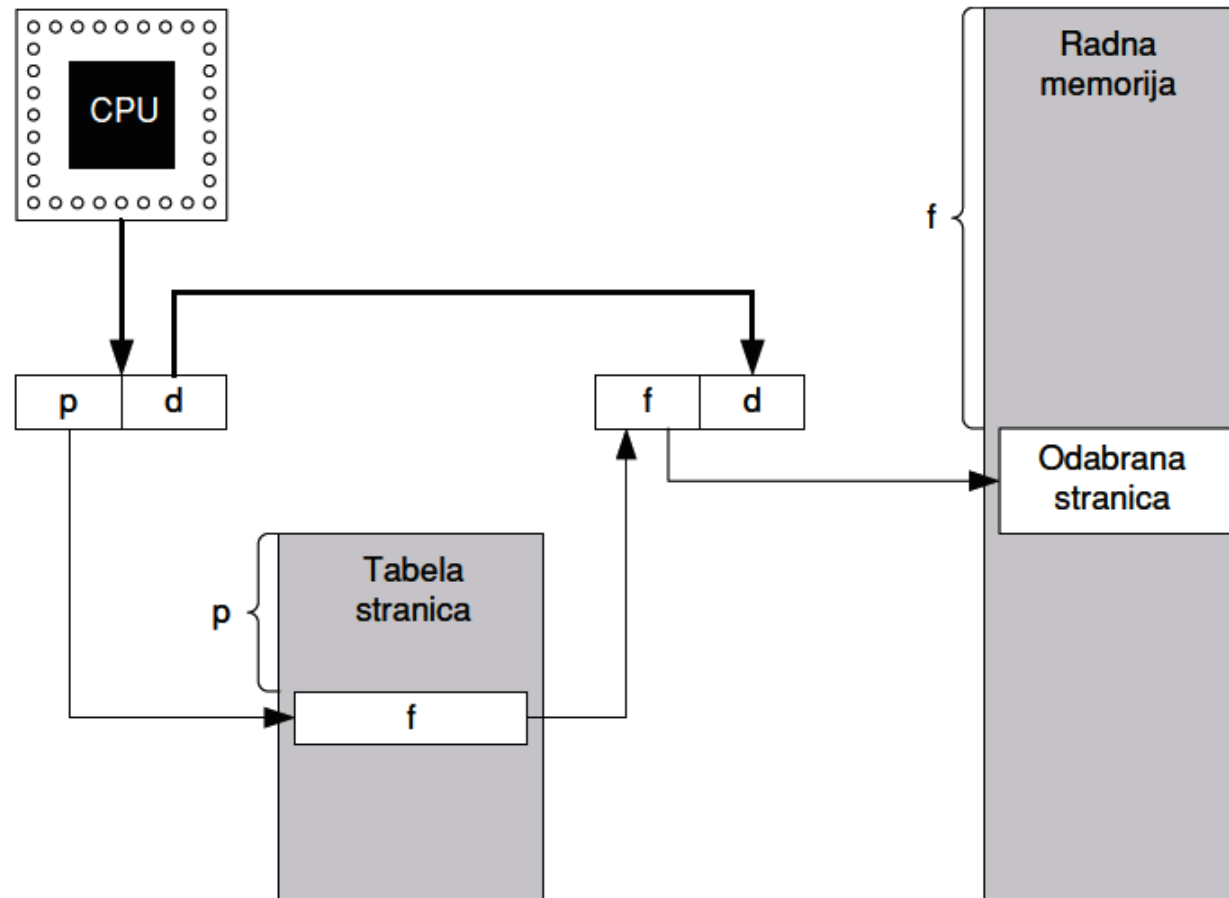 CPU
Radna
memorija
f
p d
f d
Odabrana
stranica
Tabela
stranica
p
f